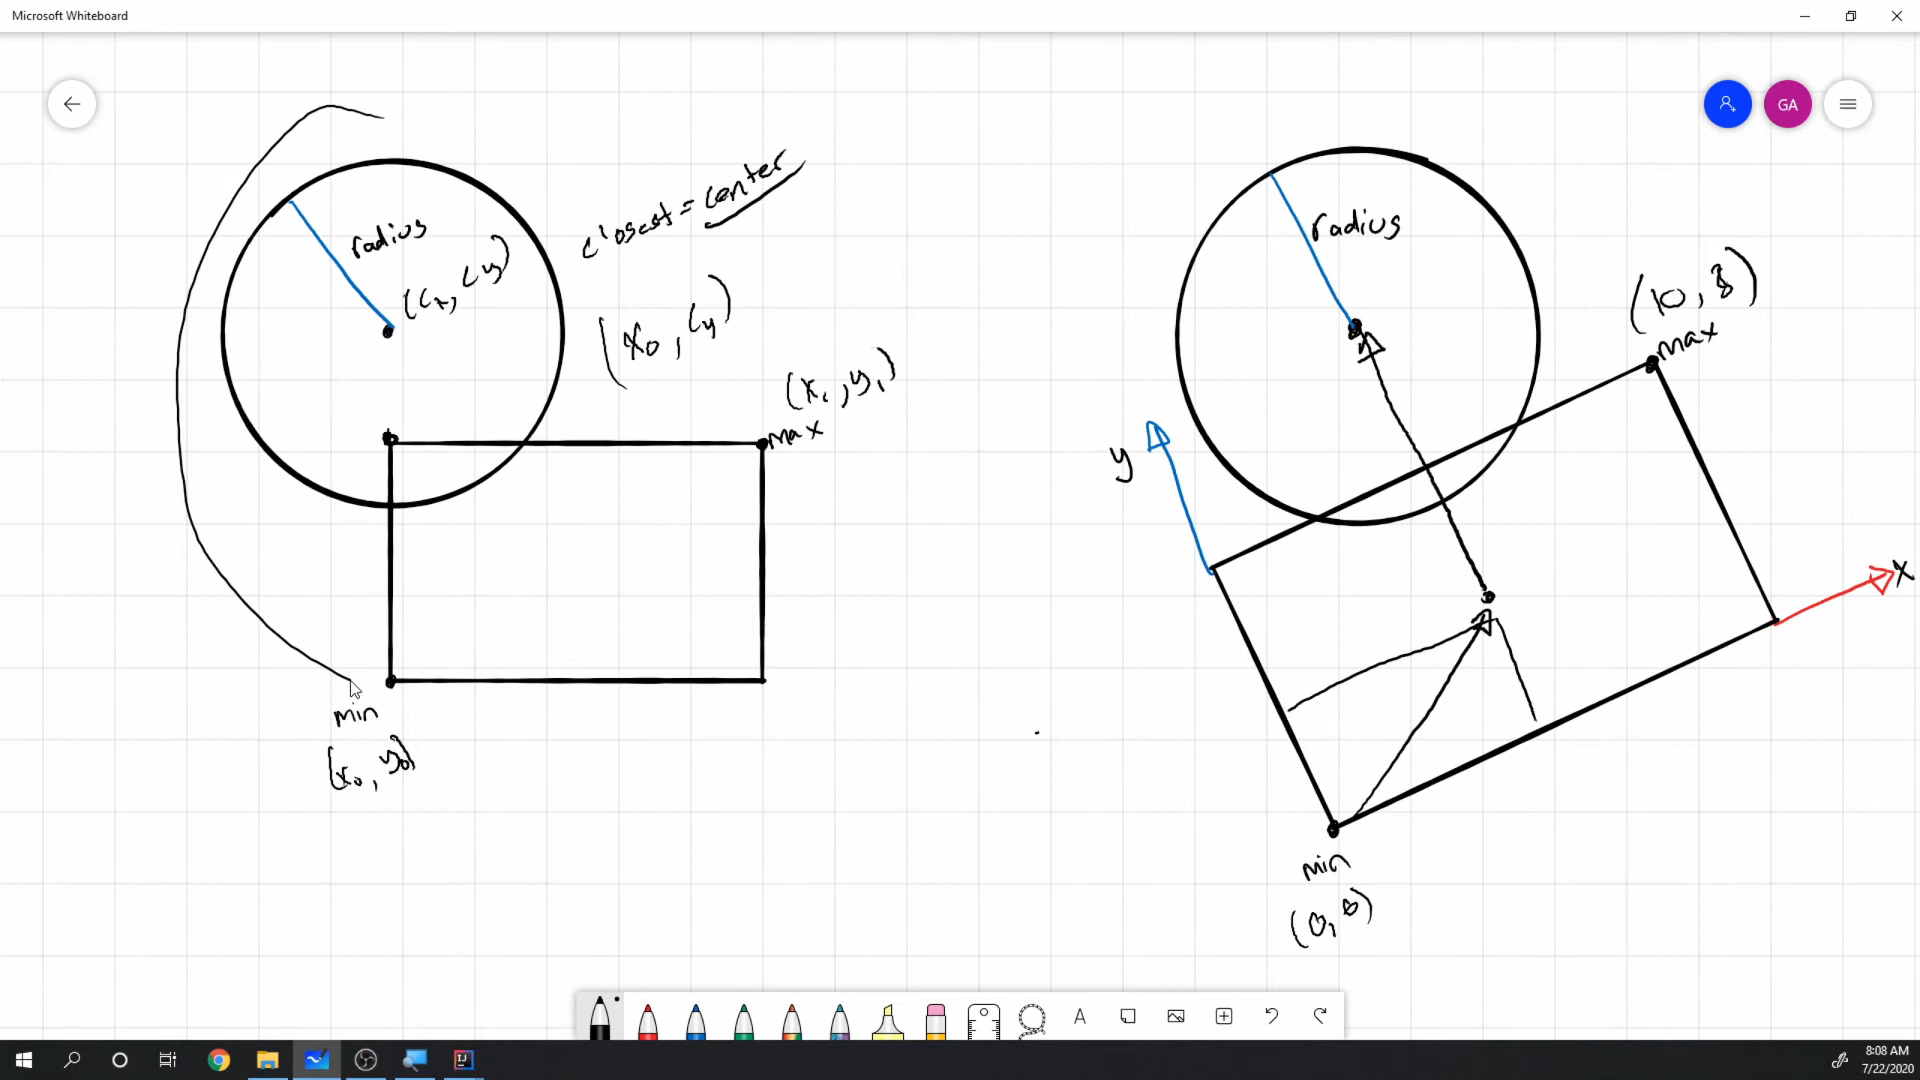 Microsoft Whiteboard
GA
radius
(Cx, Cy)
closest = center
(x₀, Cy)
(x₁, y₁)
max
min
(x₀, y₀)
radius
(10, 8)
max
y
x
min
(0, 0)
A
8:08 AM
7/22/2020